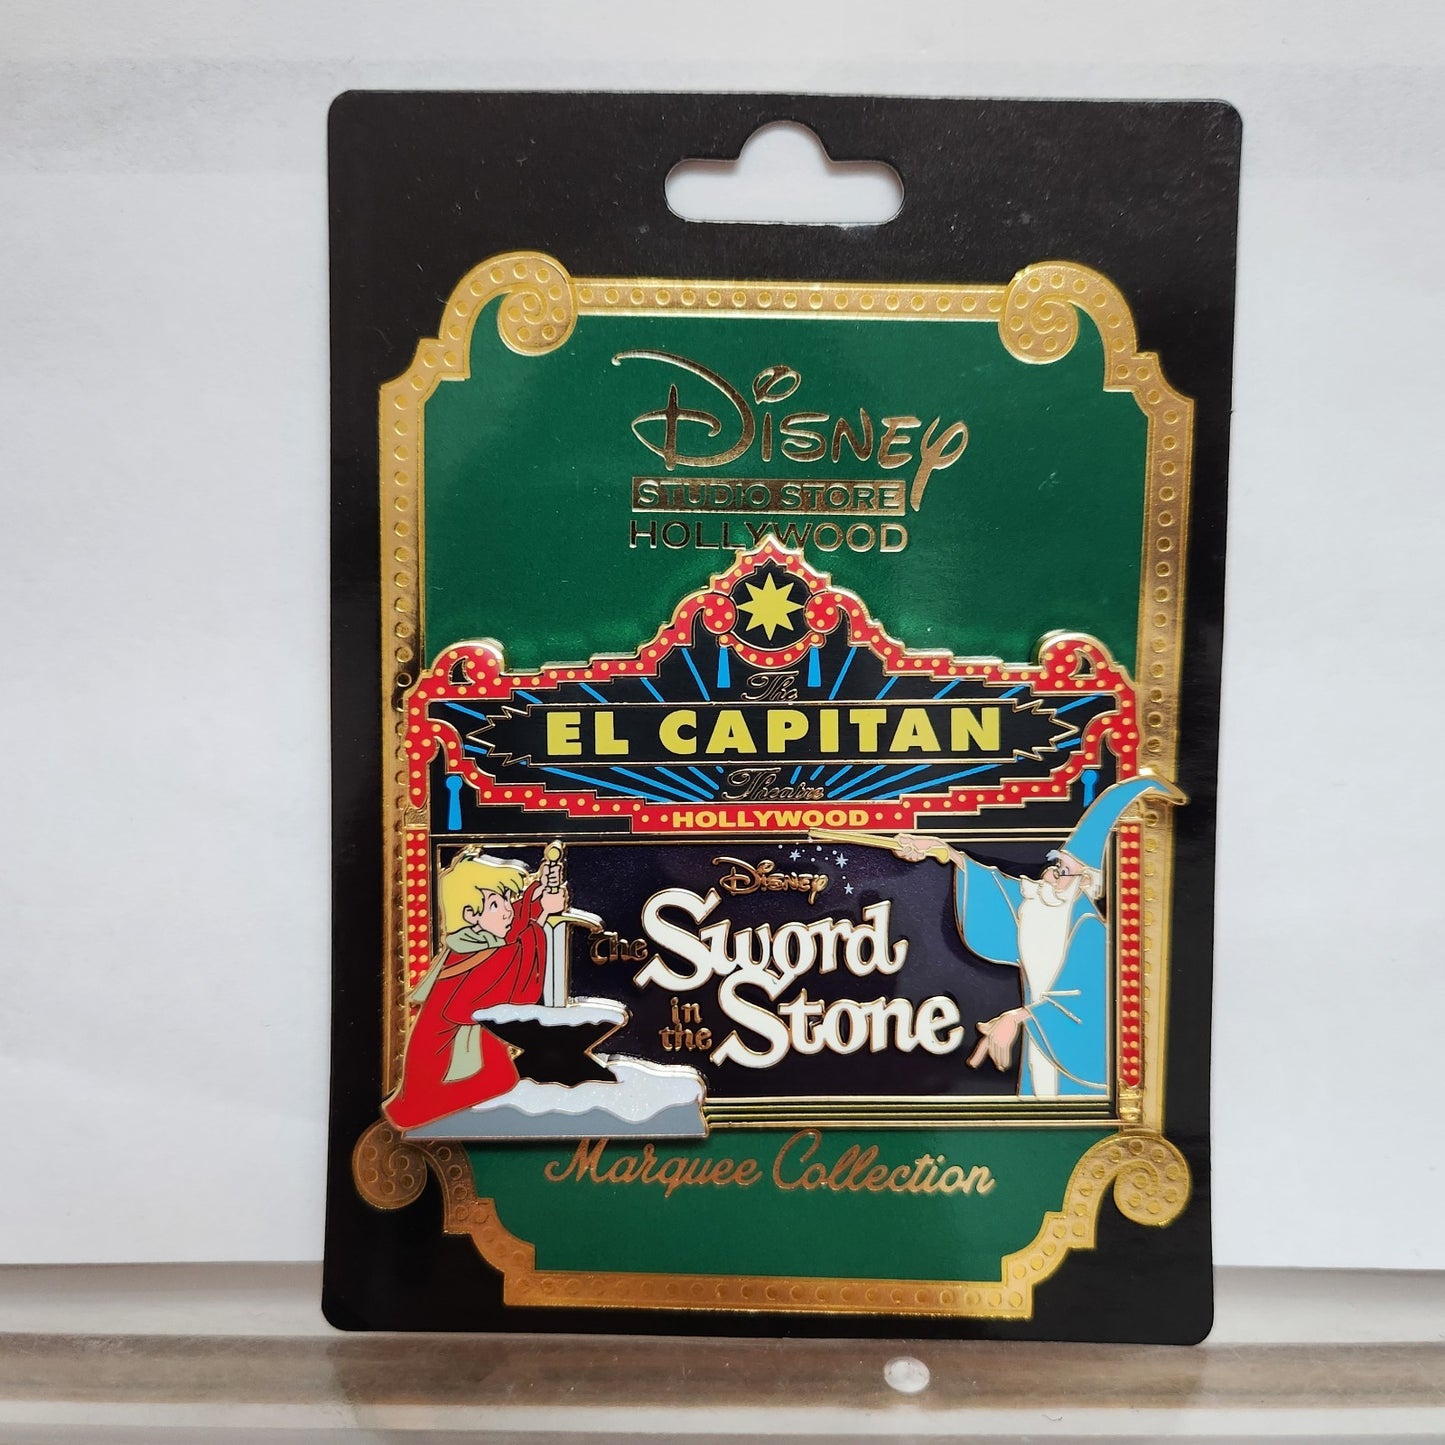 Disney
STUDIO STORE
HOLLYWOOD
The
EL CAPITAN
Theatre
• • HOLLYWOOD • •
Disney
the Sword
in the Stone
Marquee Collection